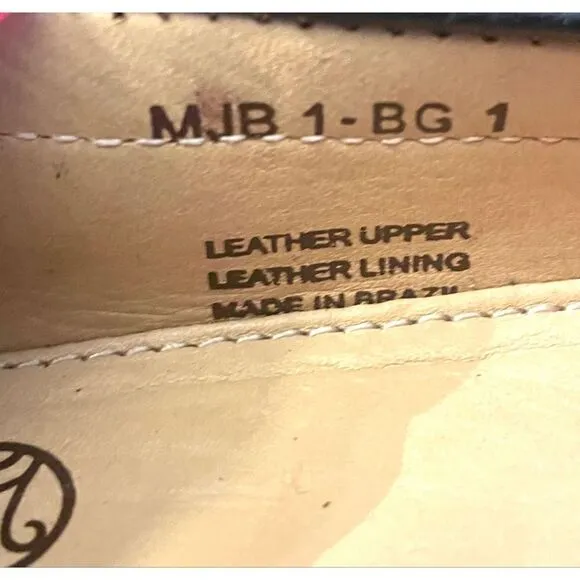 MJB 1-BG 1
LEATHER UPPER
LEATHER LINING
MADE IN BRAZIL